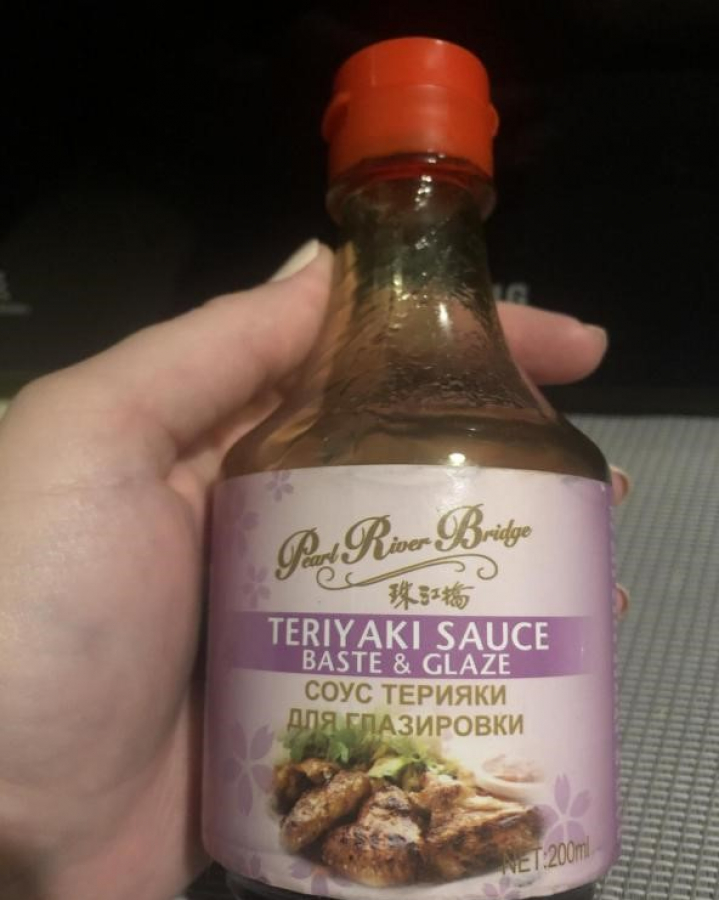 Pearl River Bridge
珠江橋
TERIYAKI SAUCE
BASTE & GLAZE
СОУС ТЕРИЯКИ
ДЛЯ ГЛАЗИРОВКИ
NET:200ml